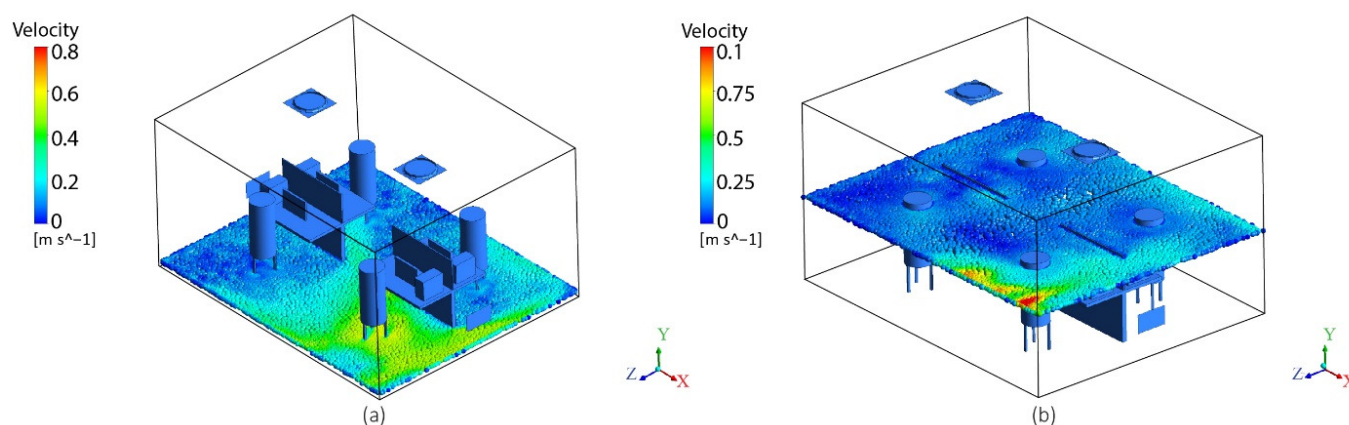 Velocity
0.8
0.6
0.4
0.2
0
[m s^−1]
Y
Z
X
(a)
Velocity
0.1
0.75
0.5
0.25
0
[m s^−1]
Y
Z
X
(b)